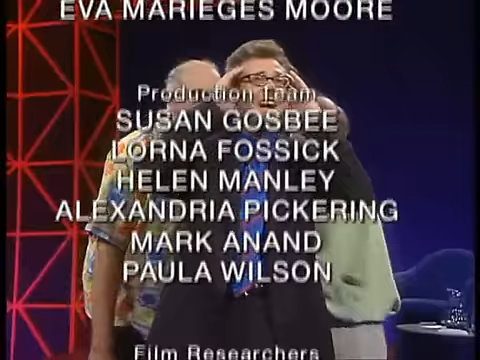 EVA MARIEGES MOORE
Production Team
SUSAN GOSBEE
LORNA FOSSICK
HELEN MANLEY
ALEXANDRIA PICKERING
MARK ANAND
PAULA WILSON
Film Researchers